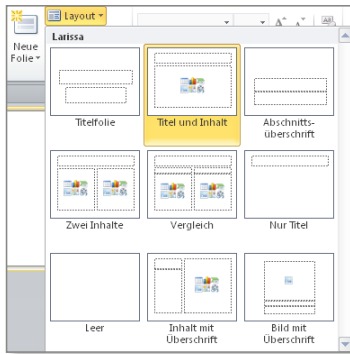 Layout
A A
Neue
Folie
Larissa
Titelfolie
Titel und Inhalt
Abschnitts-
überschrift
Zwei Inhalte
Vergleich
Nur Titel
Leer
Inhalt mit
Überschrift
Bild mit
Überschrift